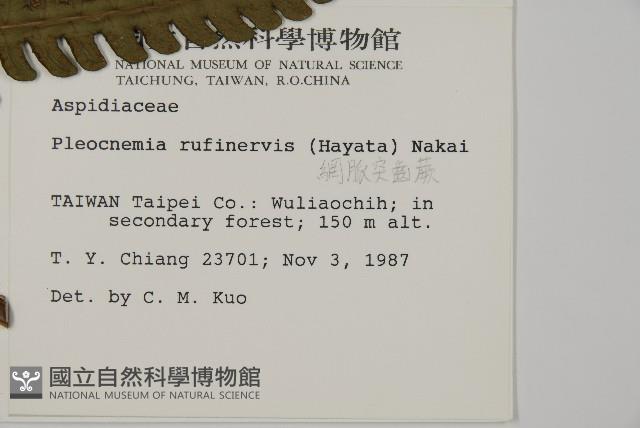 自然科學博物館
NATIONAL MUSEUM OF NATURAL SCIENCE
TAICHUNG, TAIWAN, R.O.CHINA
Aspidiaceae
Pleocnemia rufinervis (Hayata) Nakai
網脈突齒蕨
TAIWAN Taipei Co.: Wuliaochih; in
secondary forest; 150 m alt.
T. Y. Chiang 23701; Nov 3, 1987
Det. by C. M. Kuo
國立自然科學博物館
NATIONAL MUSEUM OF NATURAL SCIENCE